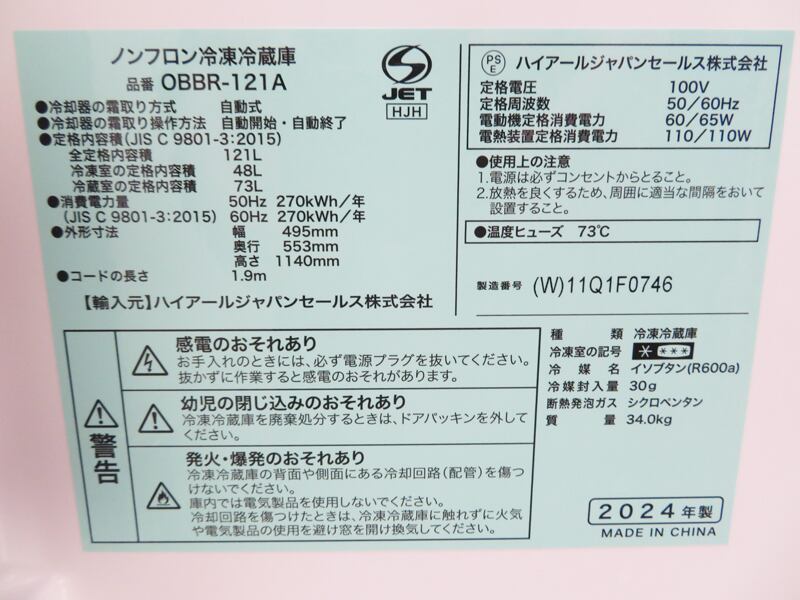 ノンフロン冷凍冷蔵庫
品番 OBBR-121A
S
JET
HJH
●冷却器の霜取り方式 自動式
●冷却器の霜取り操作方法 自動開始・自動終了
●定格内容積(JIS C 9801-3:2015)
全定格内容積 121L
冷凍室の定格内容積 48L
冷蔵室の定格内容積 73L
●消費電力量 50Hz 270kWh/年
(JIS C 9801-3:2015) 60Hz 270kWh/年
●外形寸法 幅 495mm
奥行 553mm
高さ 1140mm
●コードの長さ 1.9m
【輸入元】ハイアールジャパンセールス株式会社
PS
E
ハイアールジャパンセールス株式会社
定格電圧 100V
定格周波数 50/60Hz
電動機定格消費電力 60/65W
電熱装置定格消費電力 110/110W
●使用上の注意
1.電源は必ずコンセントからとること。
2.放熱を良くするため、周囲に適当な間隔をおいて
設置すること。
●温度ヒューズ 73℃
製造番号 (W)11Q1F0746
警告
感電のおそれあり
お手入れのときには、必ず電源プラグを抜いてください。
抜かずに作業すると感電のおそれがあります。
幼児の閉じ込みのおそれあり
冷凍冷蔵庫を廃棄処分するときは、ドアパッキンを外して
ください。
発火・爆発のおそれあり
冷凍冷蔵庫の背面や側面にある冷却回路(配管)を傷つ
けないでください。
庫内では電気製品を使用しないでください。
冷却回路を傷つけたときは、冷凍冷蔵庫に触れずに火気
や電気製品の使用を避け窓を開け換気してください。
種類 冷凍冷蔵庫
冷凍室の記号 * ***
冷媒名 イソブタン(R600a)
冷媒封入量 30g
断熱発泡ガス シクロペンタン
質量 34.0kg
2024年製
MADE IN CHINA